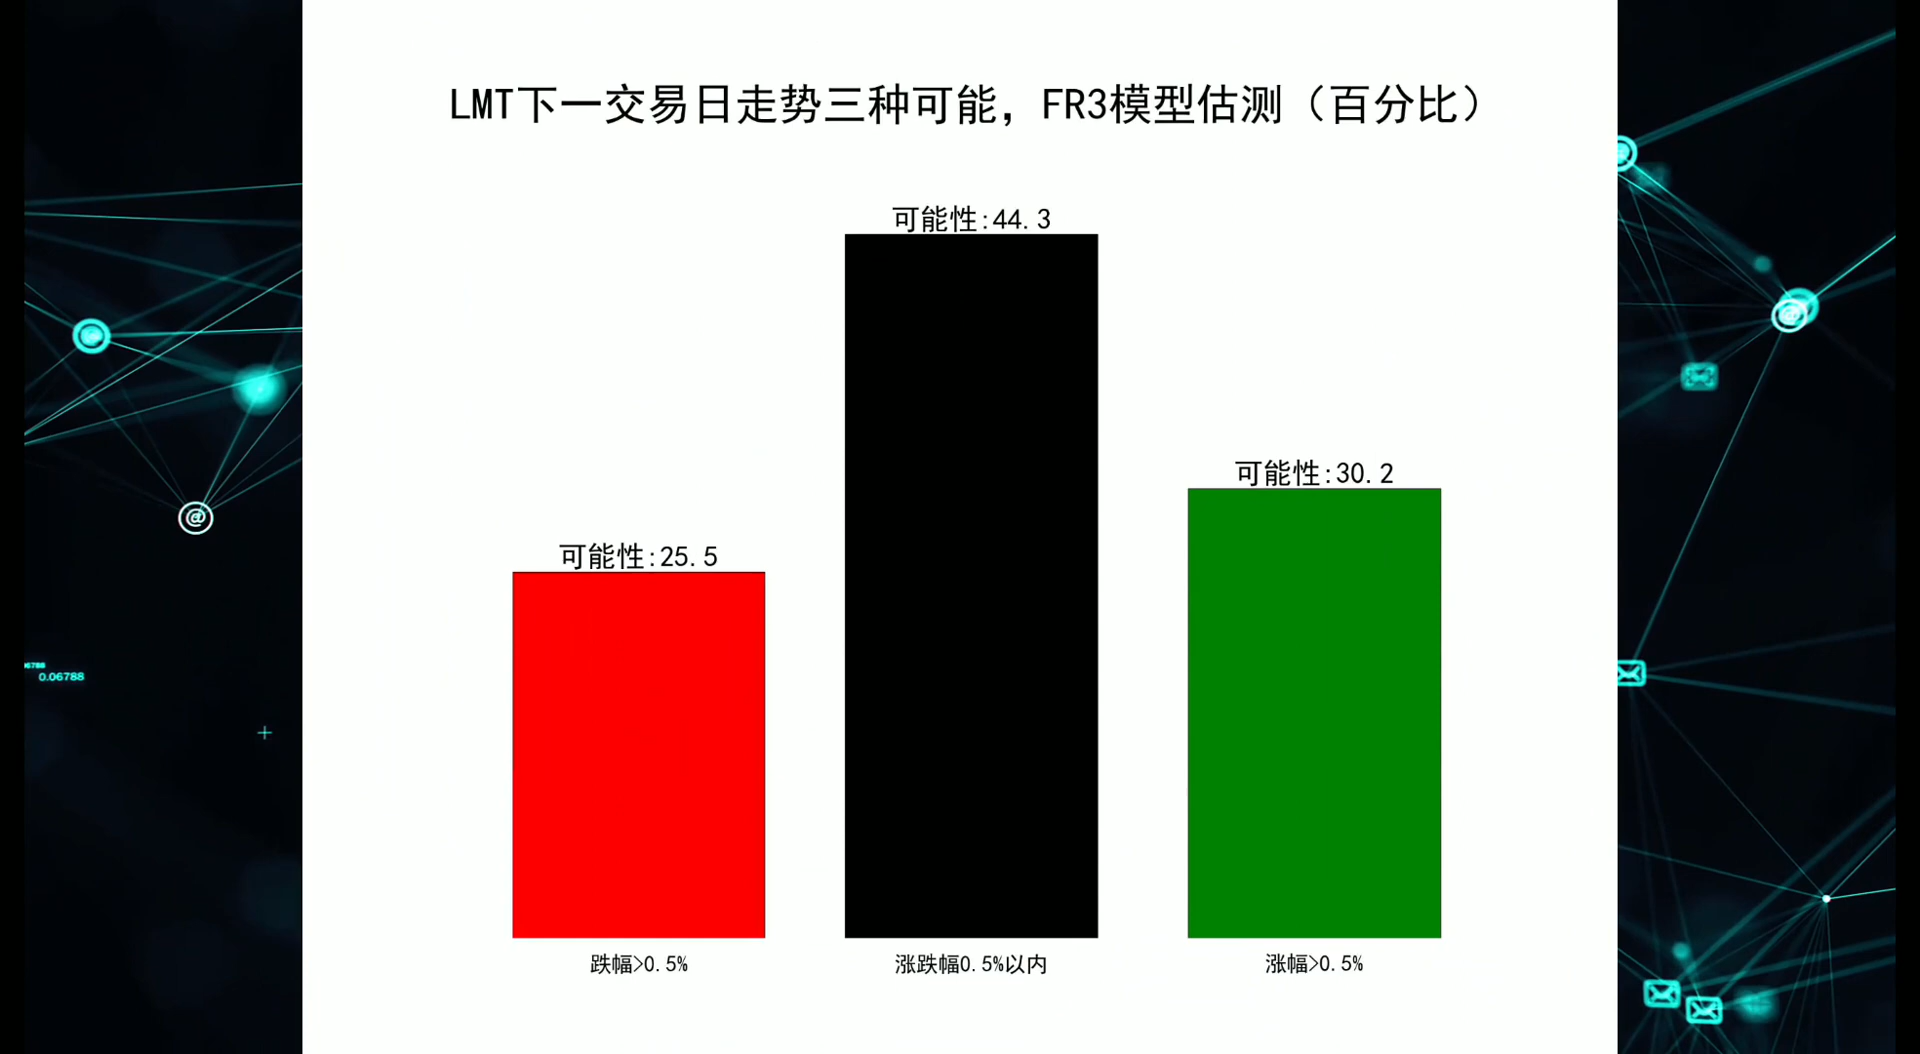 LMT下一交易日走势三种可能，FR3模型估测（百分比）
可能性:44.3
可能性:30.2
可能性:25.5
跌幅>0.5%
涨跌幅0.5%以内
涨幅>0.5%
6788
0.06788